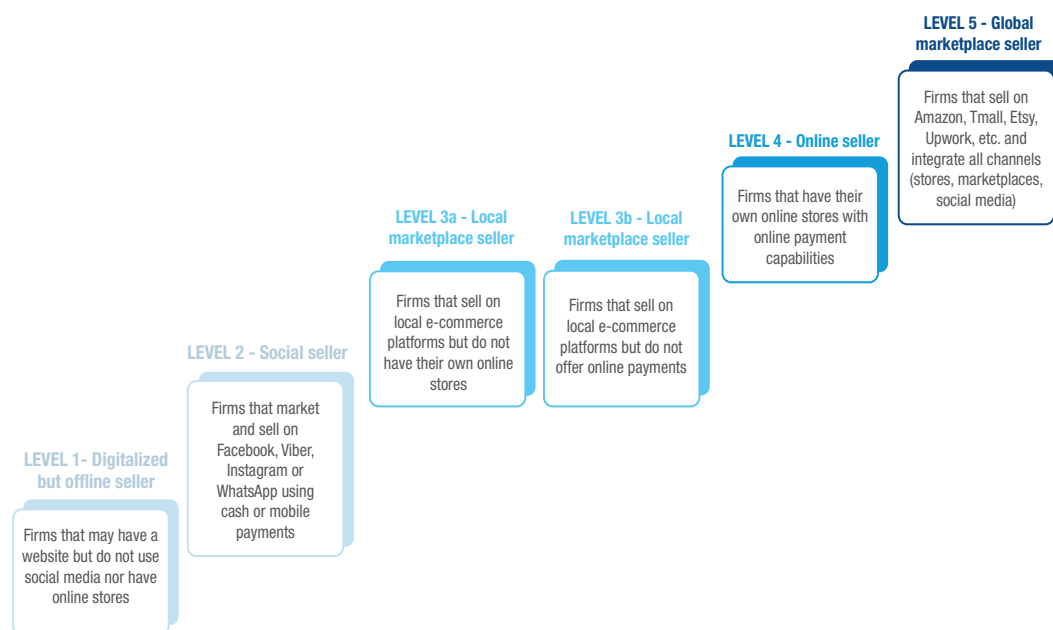 LEVEL 5 - Global
marketplace seller
Firms that sell on
Amazon, Tmall, Etsy,
Upwork, etc. and
integrate all channels
(stores, marketplaces,
social media)
LEVEL 4 - Online seller
Firms that have their
own online stores with
online payment
capabilities
LEVEL 3a - Local
marketplace seller
Firms that sell on
local e-commerce
platforms but do not
have their own online
stores
LEVEL 3b - Local
marketplace seller
Firms that sell on
local e-commerce
platforms but do not
offer online payments
LEVEL 2 - Social seller
Firms that market
and sell on
Facebook, Viber,
Instagram or
WhatsApp using
cash or mobile
payments
LEVEL 1- Digitalized
but offline seller
Firms that may have a
website but do not use
social media nor have
online stores